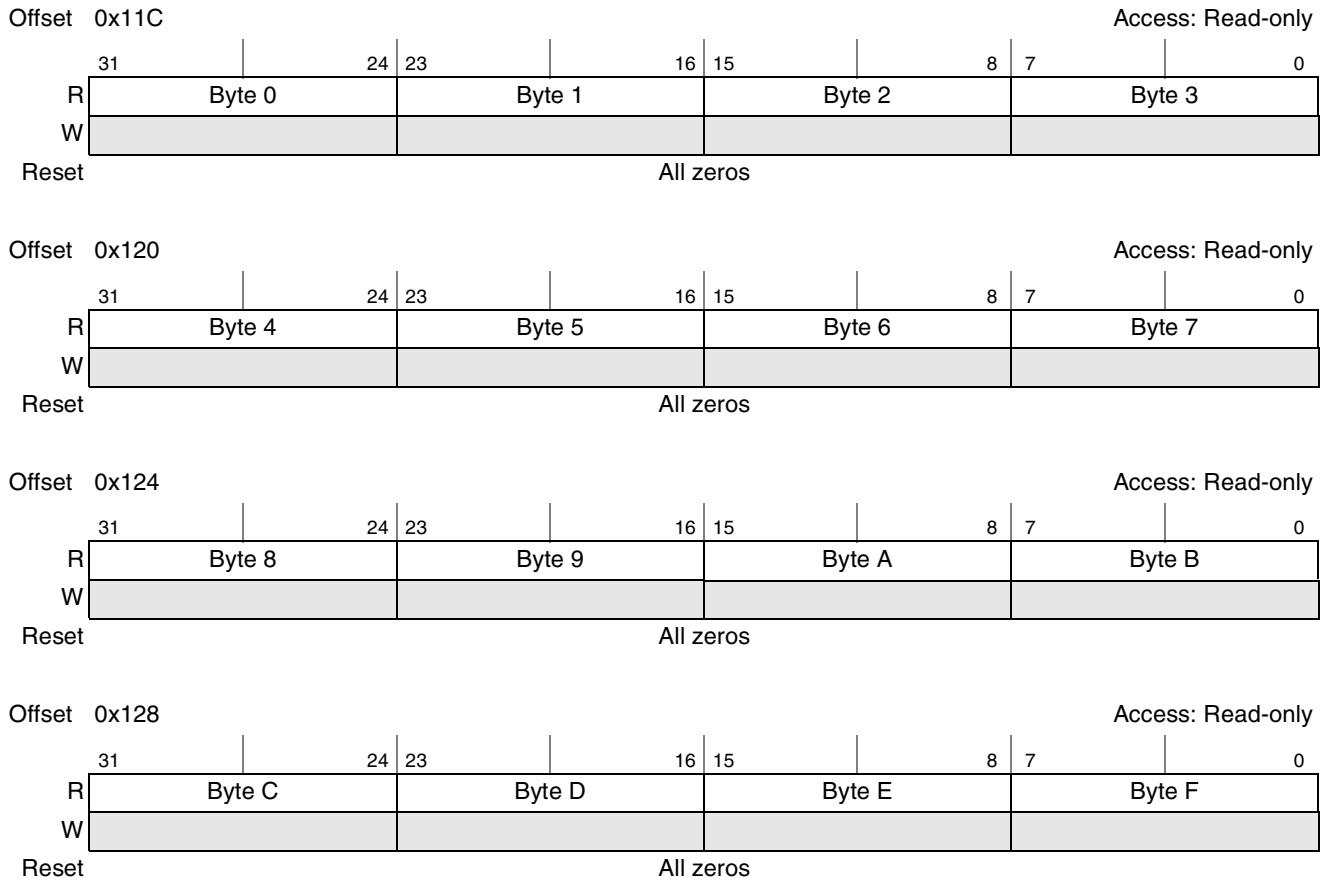 Offset 0x11C Access: Read-only
31 24 23 16 15 8 7 0
R Byte 0 Byte 1 Byte 2 Byte 3
W
Reset All zeros
Offset 0x120 Access: Read-only
31 24 23 16 15 8 7 0
R Byte 4 Byte 5 Byte 6 Byte 7
W
Reset All zeros
Offset 0x124 Access: Read-only
31 24 23 16 15 8 7 0
R Byte 8 Byte 9 Byte A Byte B
W
Reset All zeros
Offset 0x128 Access: Read-only
31 24 23 16 15 8 7 0
R Byte C Byte D Byte E Byte F
W
Reset All zeros